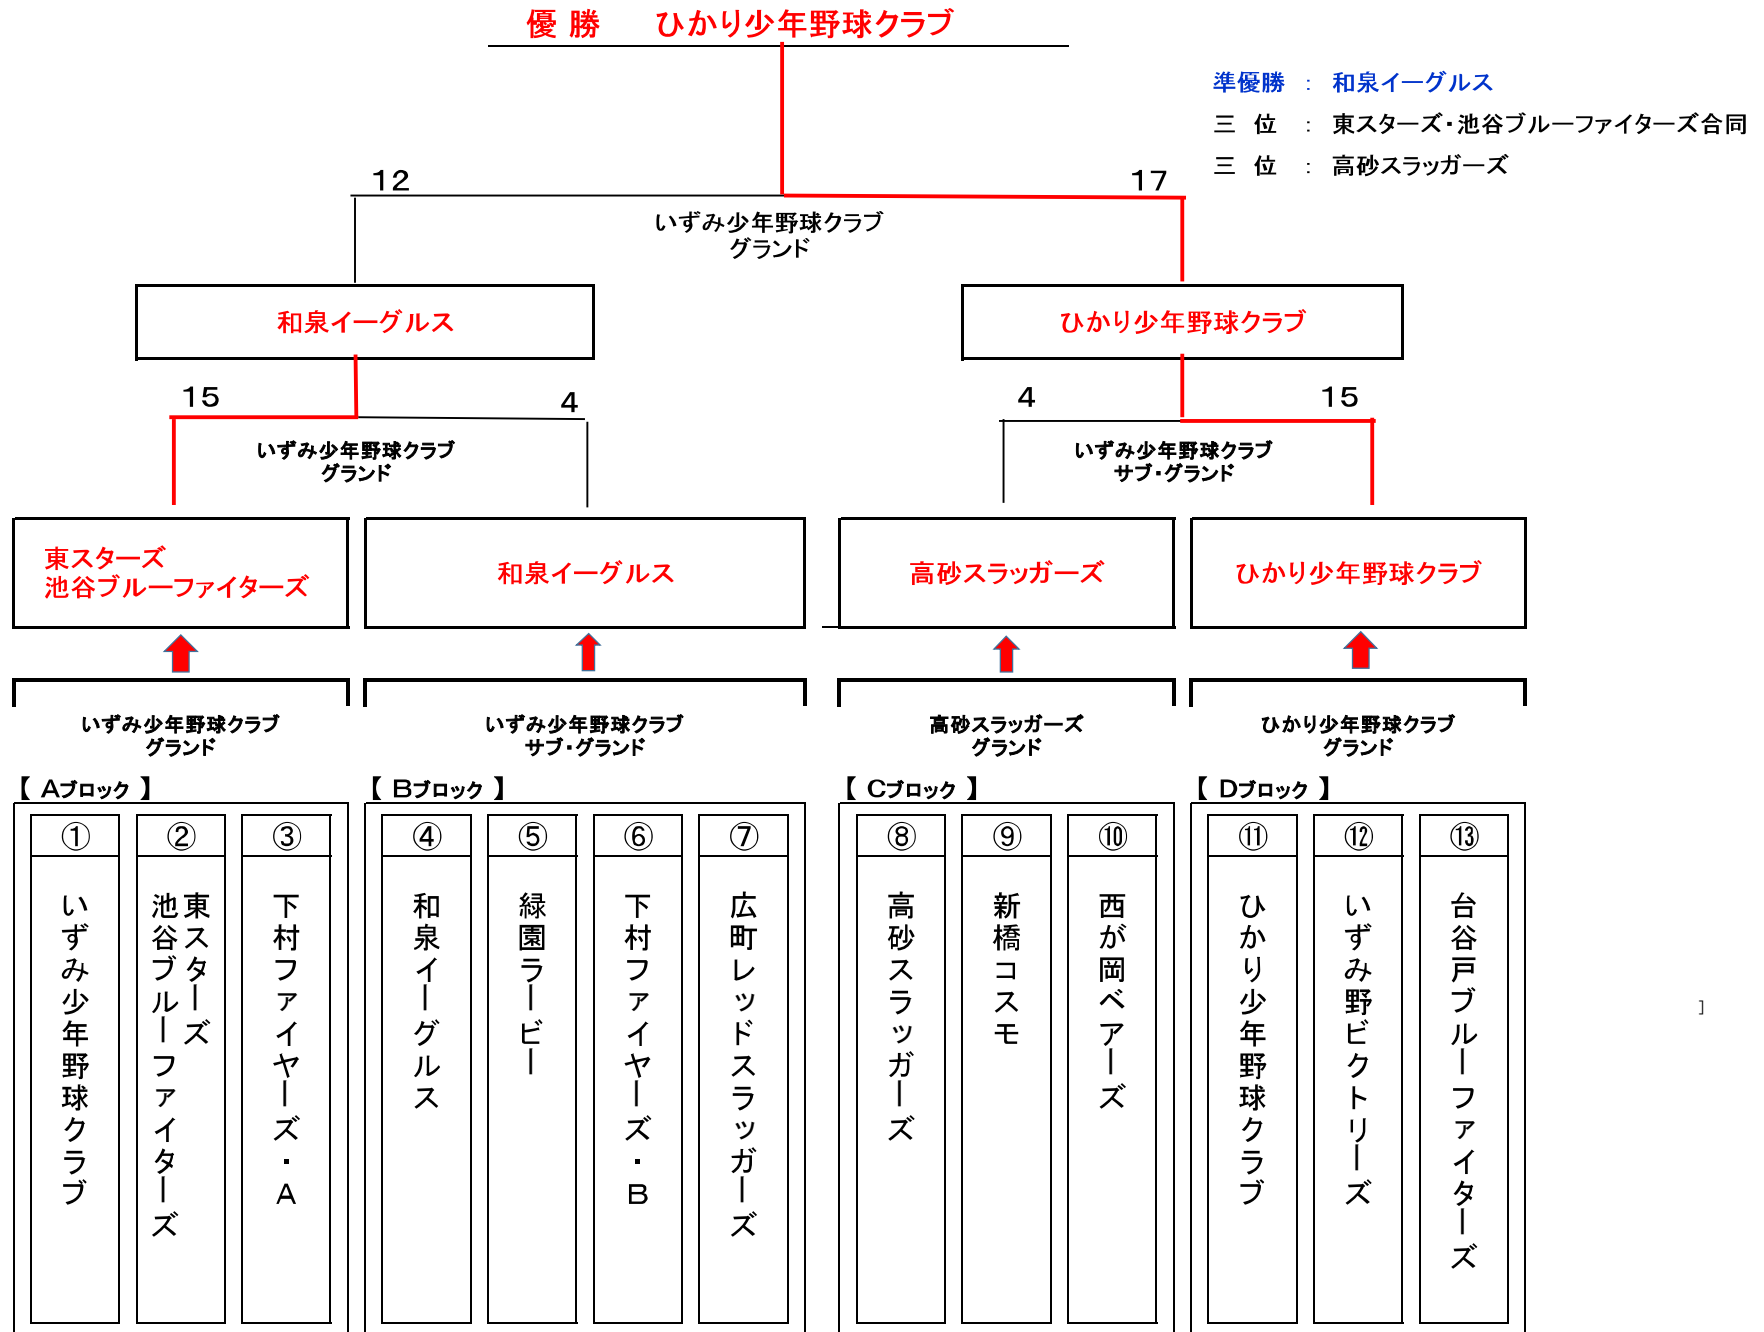 優 勝 ひかり少年野球クラブ
準優勝 : 和泉イーグルス
三 位 : 東スターズ・池谷ブルーファイターズ合同
三 位 : 高砂スラッガーズ
12
17
いずみ少年野球クラブ
グランド
和泉イーグルス
ひかり少年野球クラブ
15
4
4
15
いずみ少年野球クラブ
グランド
いずみ少年野球クラブ
サブ・グランド
東スターズ
池谷ブルーファイターズ
和泉イーグルス
高砂スラッガーズ
ひかり少年野球クラブ
いずみ少年野球クラブ
グランド
いずみ少年野球クラブ
サブ・グランド
高砂スラッガーズ
グランド
ひかり少年野球クラブ
グランド
【 Aブロック 】
【 Bブロック 】
【 Cブロック 】
【 Dブロック 】
①
いずみ少年野球クラブ
②
東スターズ
池谷ブルーファイターズ
③
下村ファイヤーズ・A
④
和泉イーグルス
⑤
緑園ラービー
⑥
下村ファイヤーズ・B
⑦
広町レッドスラッガーズ
⑧
高砂スラッガーズ
⑨
新橋コスモ
⑩
西が岡ベアーズ
⑪
ひかり少年野球クラブ
⑫
いずみ野ビクトリーズ
⑬
台谷戸ブルーファイターズ
]